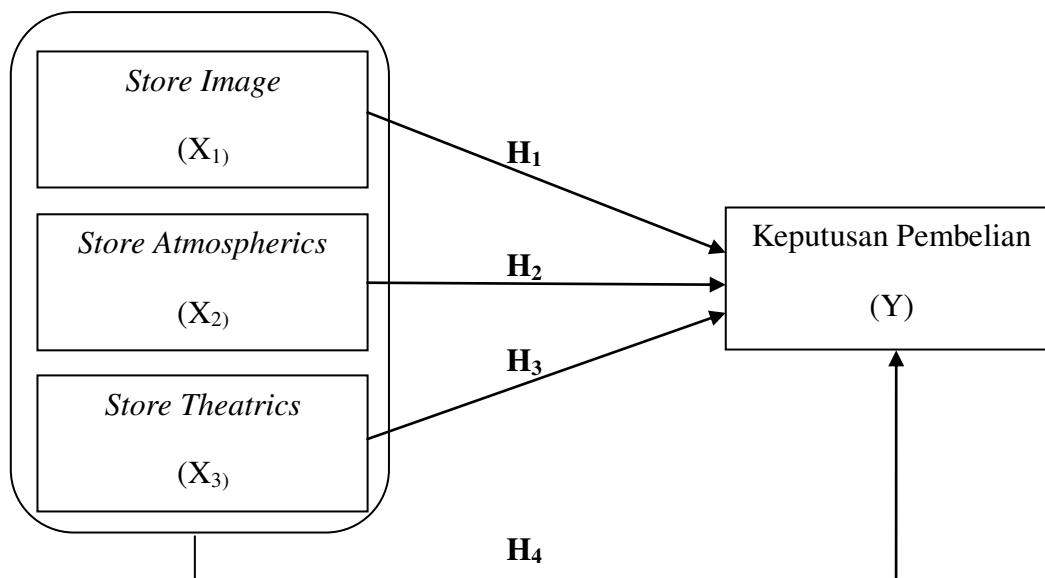 Store Image
(X₁)
H₁
Store Atmospherics
(X₂)
H₂
Keputusan Pembelian
(Y)
Store Theatrics
(X₃)
H₃
H₄